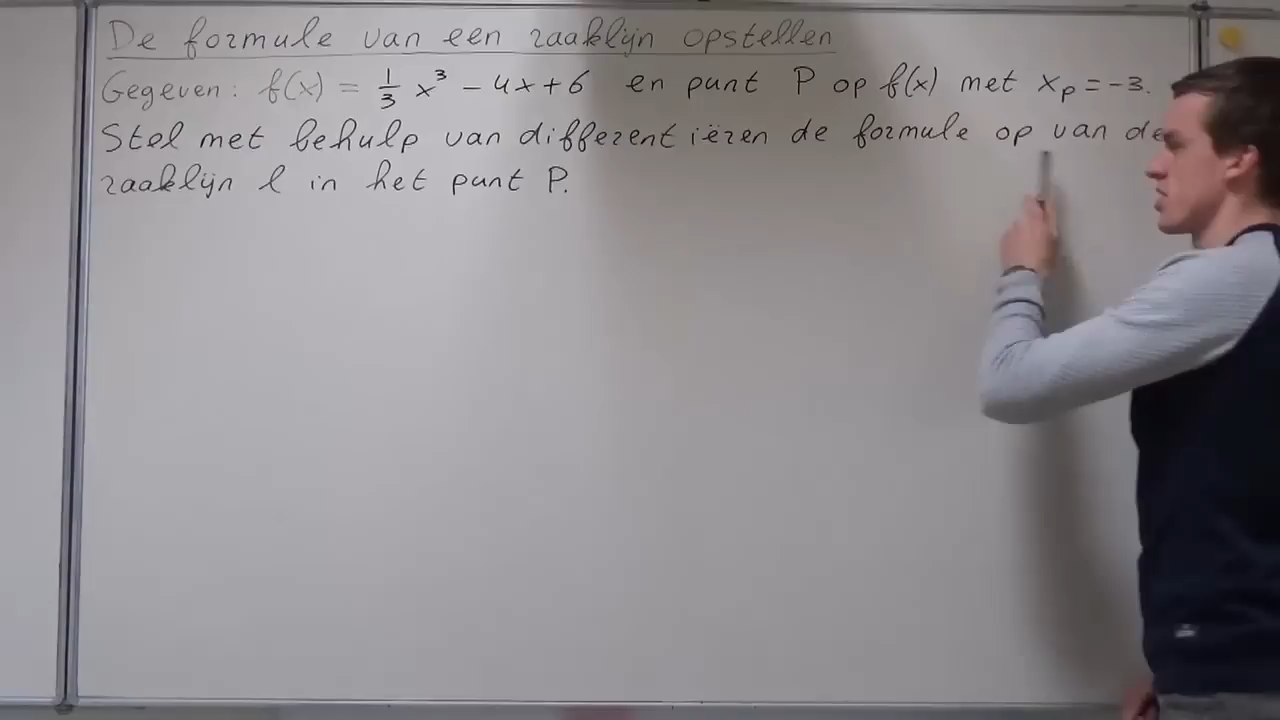 De formule van een raaklijn opstellen
Gegeven: f(x) = 1/3 x³ - 4x + 6 en punt P op f(x) met xₚ = -3.
Stel met behulp van differentiëren de formule op van de
raaklijn l in het punt P.